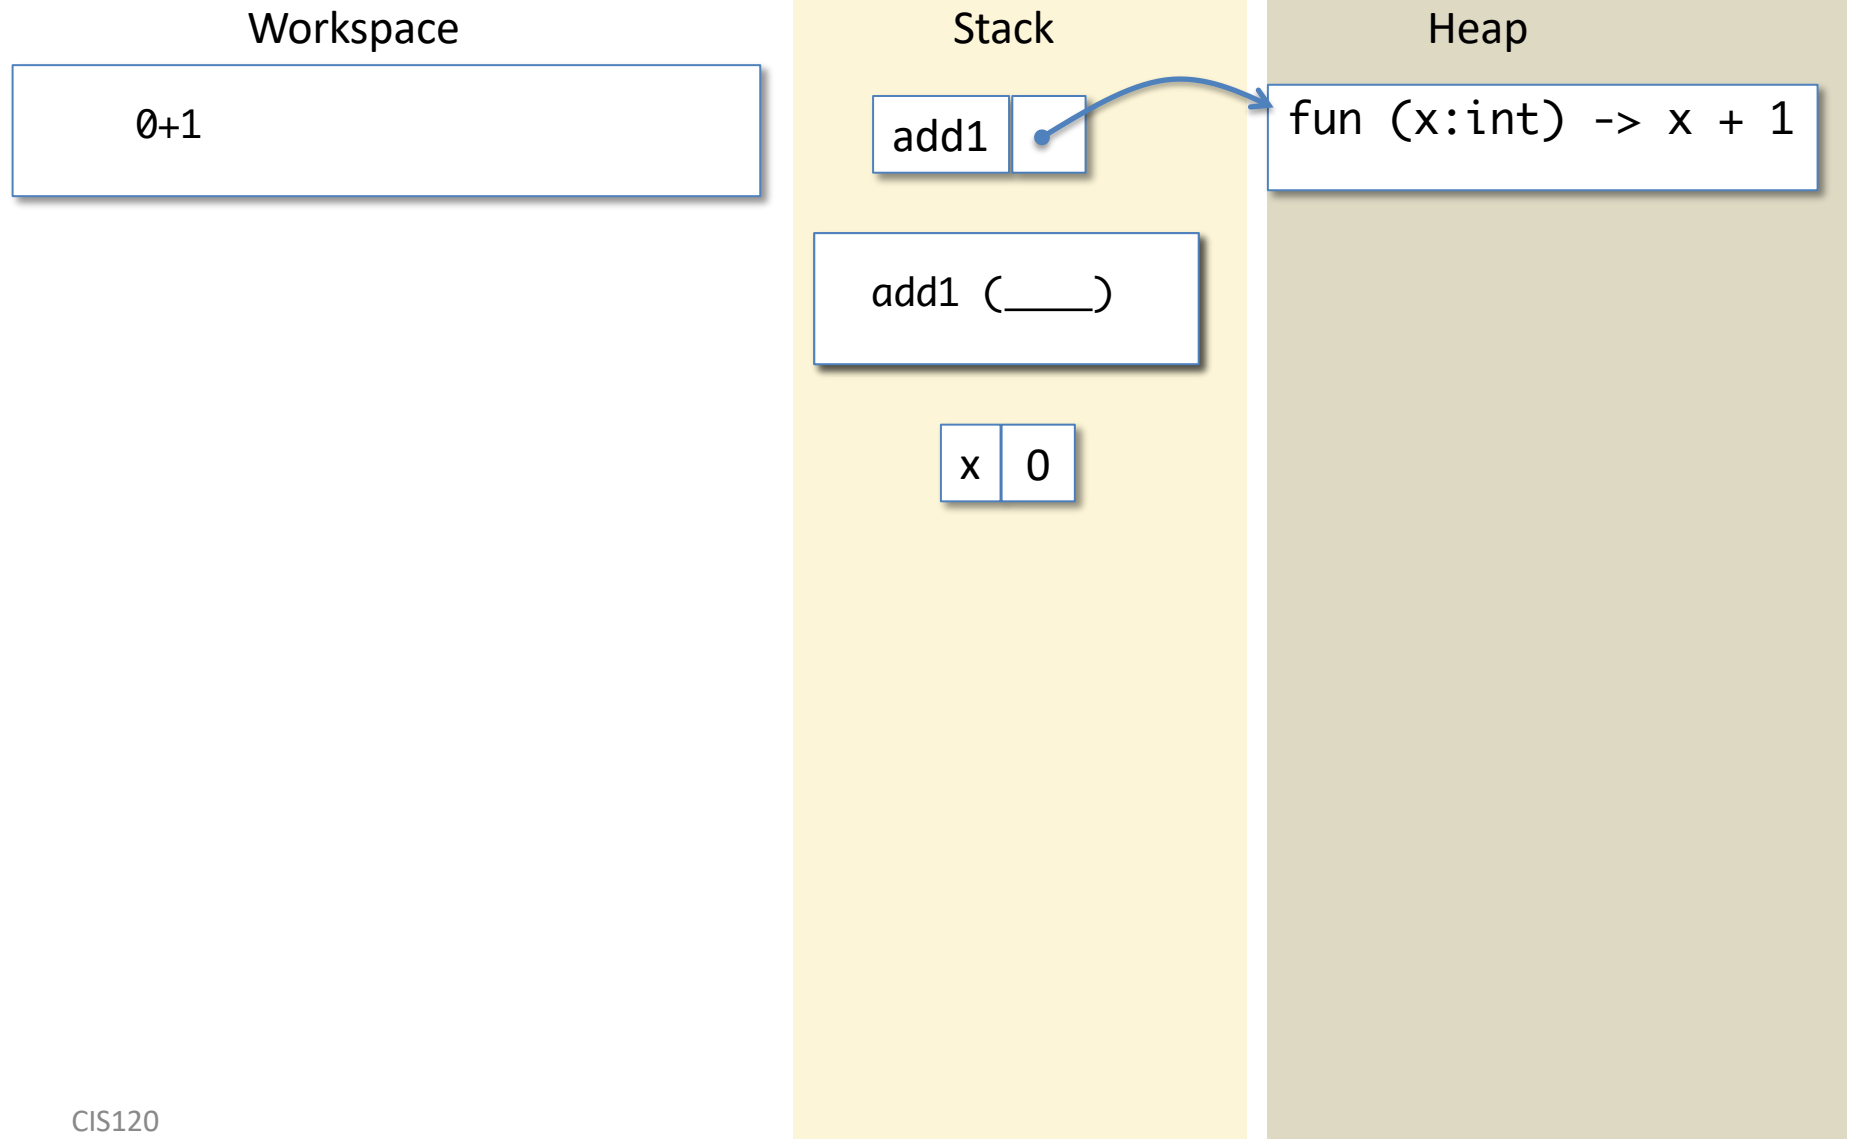 Workspace
Stack
Heap
0+1
add1
fun (x:int) -> x + 1
add1 (____)
x 0
CIS120